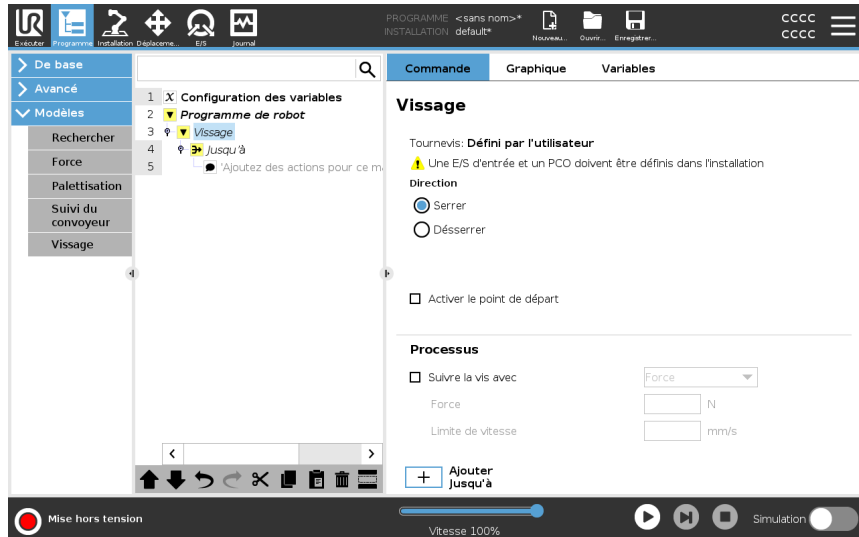 UR
PROGRAMME <sans nom>*
INSTALLATION default*
cccc
cccc
Exécuter Programme Installation Déplaceme... E/S Journal Nouveau... Ouvrir... Enregistrer...
De base
Avancé
Modèles
Rechercher
Force
Palettisation
Suivi du
convoyeur
Vissage
1 X Configuration des variables
2 Programme de robot
3 Vissage
4 Jusqu'à
5 'Ajoutez des actions pour ce m
Commande Graphique Variables
Vissage
Tournevis: Défini par l'utilisateur
Une E/S d'entrée et un PCO doivent être définis dans l'installation
Direction
Serrer
Désserrer
Activer le point de départ
Processus
Suivre la vis avec Force
Force N
Limite de vitesse mm/s
Ajouter
Jusqu'à
Mise hors tension
Vitesse 100%
Simulation